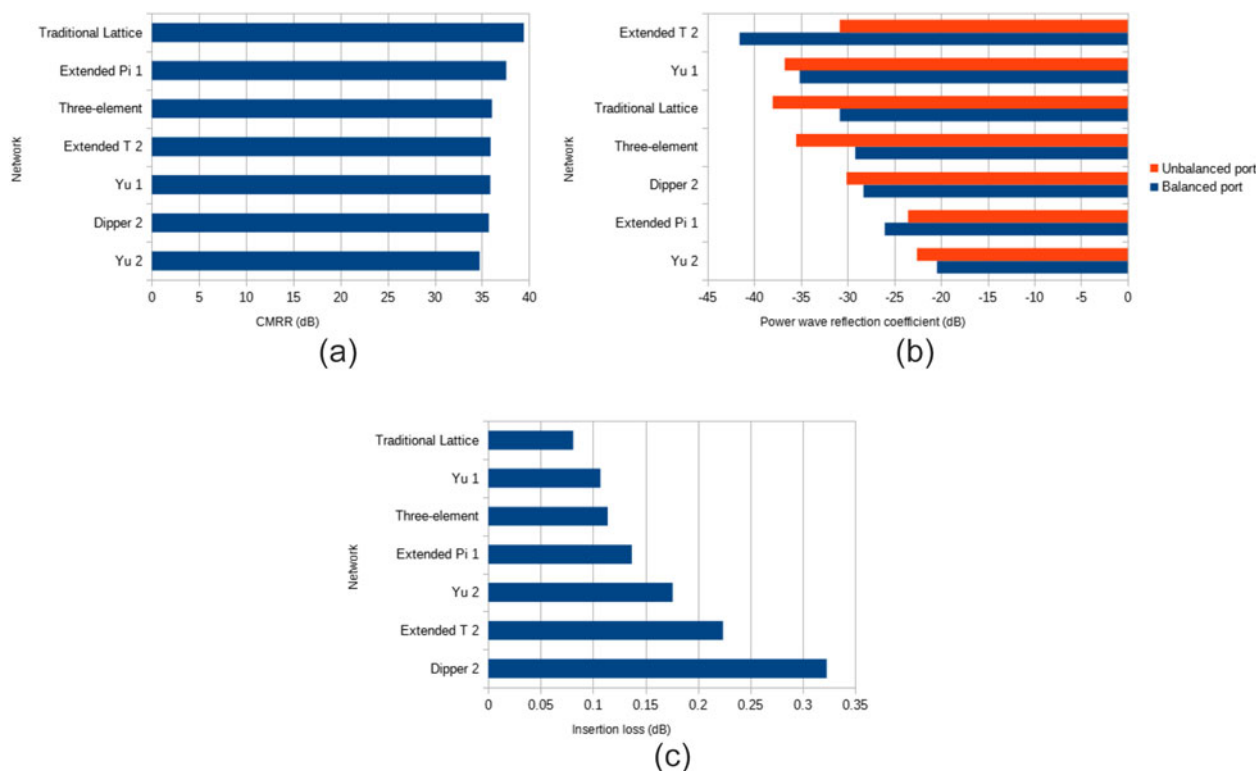 Traditional Lattice
Extended Pi 1
Three-element
Extended T 2
Yu 1
Dipper 2
Yu 2
Network
0 5 10 15 20 25 30 35 40
CMRR (dB)
(a)
Extended T 2
Yu 1
Traditional Lattice
Three-element
Dipper 2
Extended Pi 1
Yu 2
Network
-45 -40 -35 -30 -25 -20 -15 -10 -5 0
Power wave reflection coefficient (dB)
Unbalanced port
Balanced port
(b)
Traditional Lattice
Yu 1
Three-element
Extended Pi 1
Yu 2
Extended T 2
Dipper 2
Network
0 0.05 0.1 0.15 0.2 0.25 0.3 0.35
Insertion loss (dB)
(c)